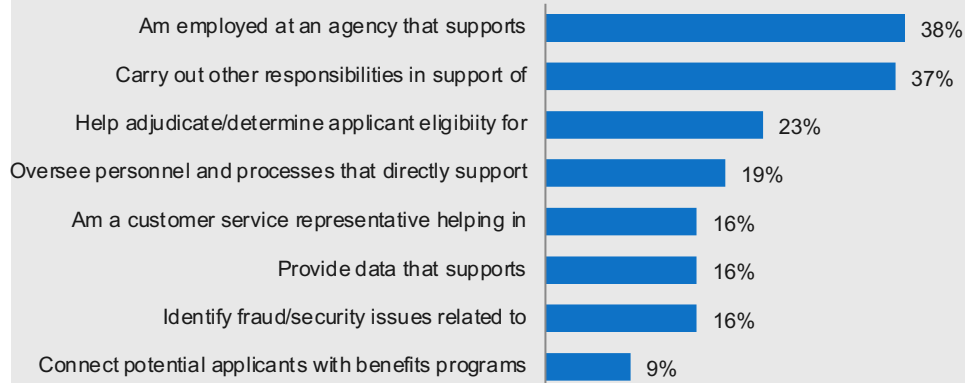 Am employed at an agency that supports 38%
Carry out other responsibilities in support of 37%
Help adjudicate/determine applicant eligibiity for 23%
Oversee personnel and processes that directly support 19%
Am a customer service representative helping in 16%
Provide data that supports 16%
Identify fraud/security issues related to 16%
Connect potential applicants with benefits programs 9%